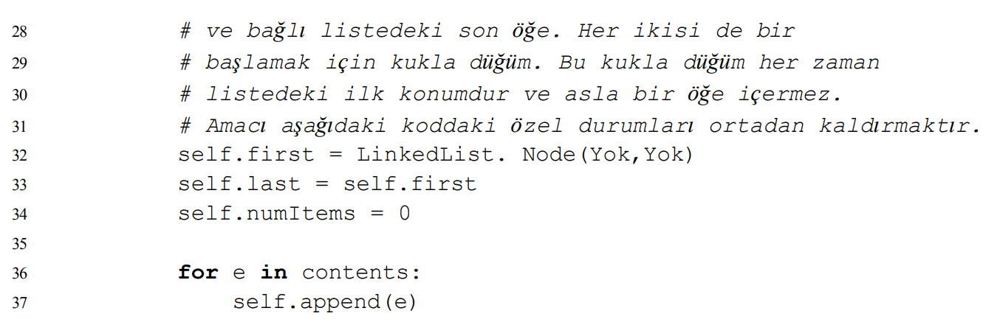 28 # ve bağlı listedeki son öğe. Her ikisi de bir
29 # başlamak için kukla düğüm. Bu kukla düğüm her zaman
30 # listedeki ilk konumdur ve asla bir öğe içermez.
31 # Amacı aşağıdaki koddaki özel durumları ortadan kaldırmaktır.
32 self.first = LinkedList. Node(Yok,Yok)
33 self.last = self.first
34 self.numItems = 0
35
36 for e in contents:
37 self.append(e)